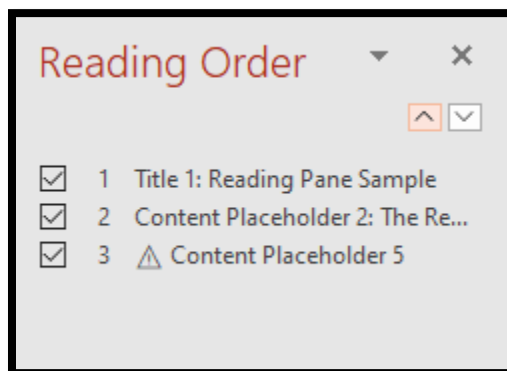 Reading Order
1 Title 1: Reading Pane Sample
2 Content Placeholder 2: The Re...
3 Content Placeholder 5